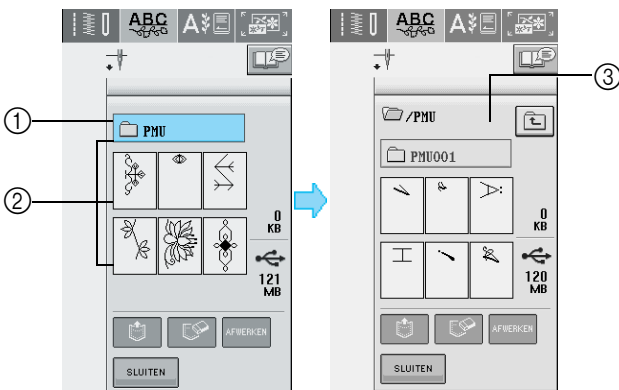 ABC A
① PMU
②
0
KB
121
MB
AFWERKEN
SLUITEN
ABC A
③
/PMU
PMU001
0
KB
120
MB
AFWERKEN
SLUITEN